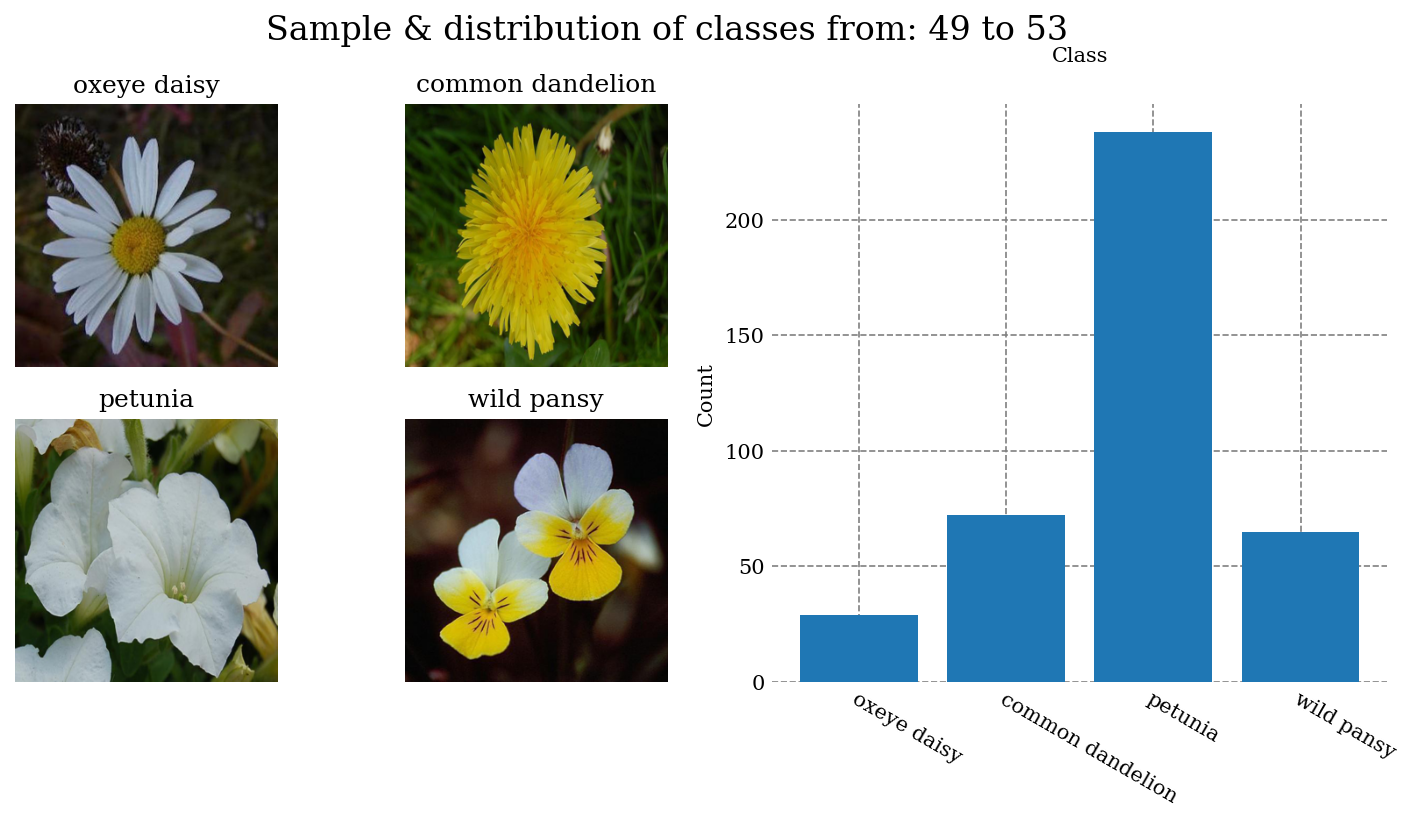 Sample & distribution of classes from: 49 to 53
Class
oxeye daisy
common dandelion
petunia
wild pansy
Count
200
150
100
50
0
oxeye daisy
common dandelion
petunia
wild pansy